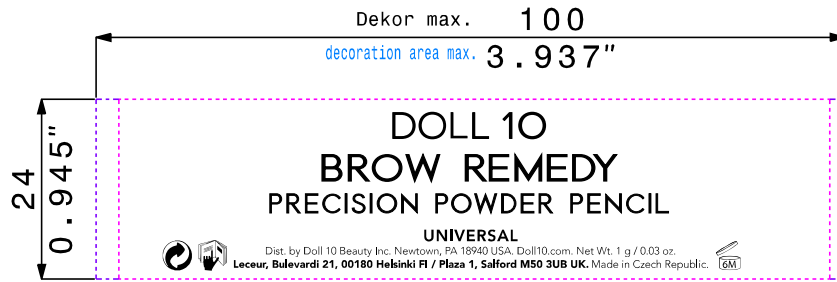 Dekor max. 100
decoration area max. 3.937"
24
0.945"
DOLL 10
BROW REMEDY
PRECISION POWDER PENCIL
UNIVERSAL
Dist. by Doll 10 Beauty Inc. Newtown, PA 18940 USA. Doll10.com. Net Wt. 1 g / 0.03 oz.
Leceur, Bulevardi 21, 00180 Helsinki FI / Plaza 1, Salford M50 3UB UK. Made in Czech Republic.
6M